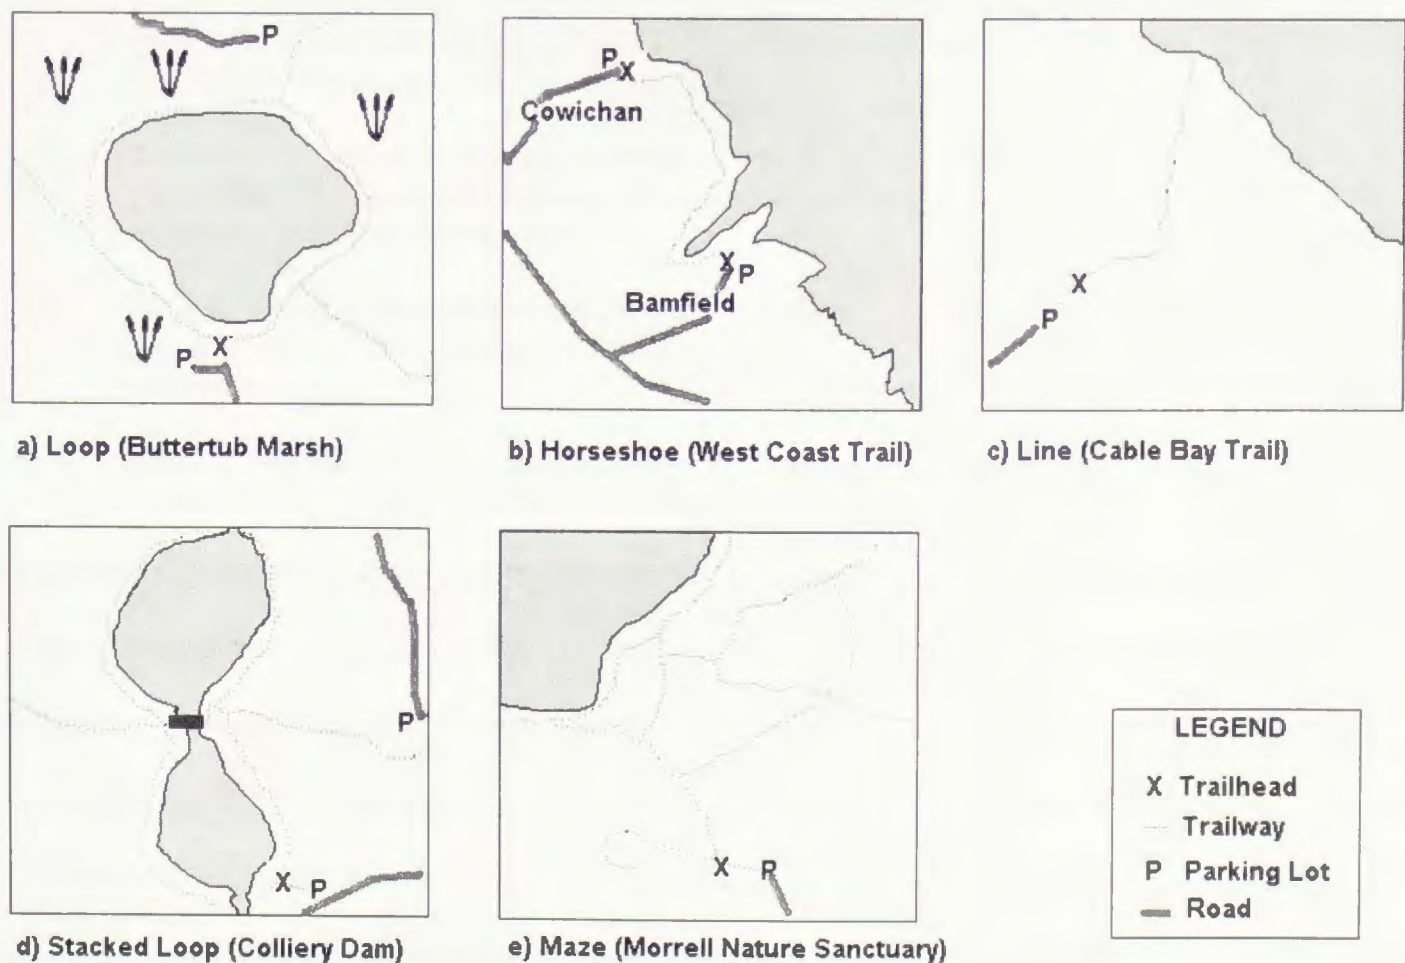 P
X
P
a) Loop (Buttertub Marsh)
P
X
Cowichan
X
P
Bamfield
b) Horseshoe (West Coast Trail)
X
P
c) Line (Cable Bay Trail)
P
X
P
d) Stacked Loop (Colliery Dam)
X
P
e) Maze (Morrell Nature Sanctuary)
LEGEND
X Trailhead
Trailway
P Parking Lot
Road